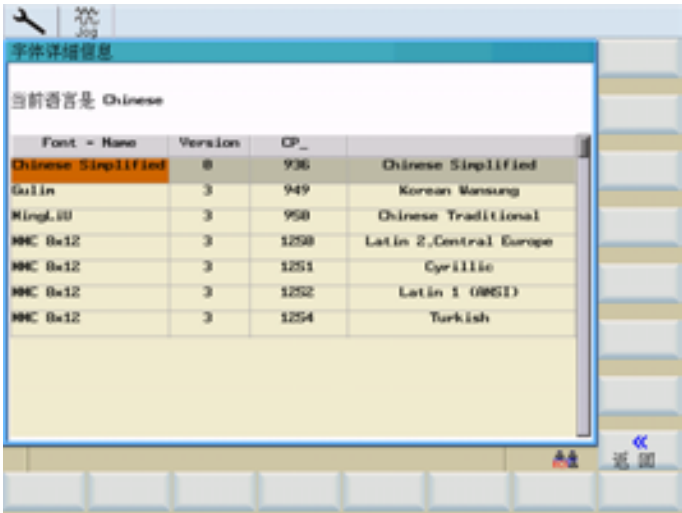 Jog
字体详细信息
当前语言是 Chinese
Font - Name Version CP_
Chinese Simplified 0 936 Chinese Simplified
Gulim 3 949 Korean Wansung
MingLiU 3 950 Chinese Traditional
MMC 8x12 3 1250 Latin 2,Central Europe
MMC 8x12 3 1251 Cyrillic
MMC 8x12 3 1252 Latin 1 (ANSI)
MMC 8x12 3 1254 Turkish
返回